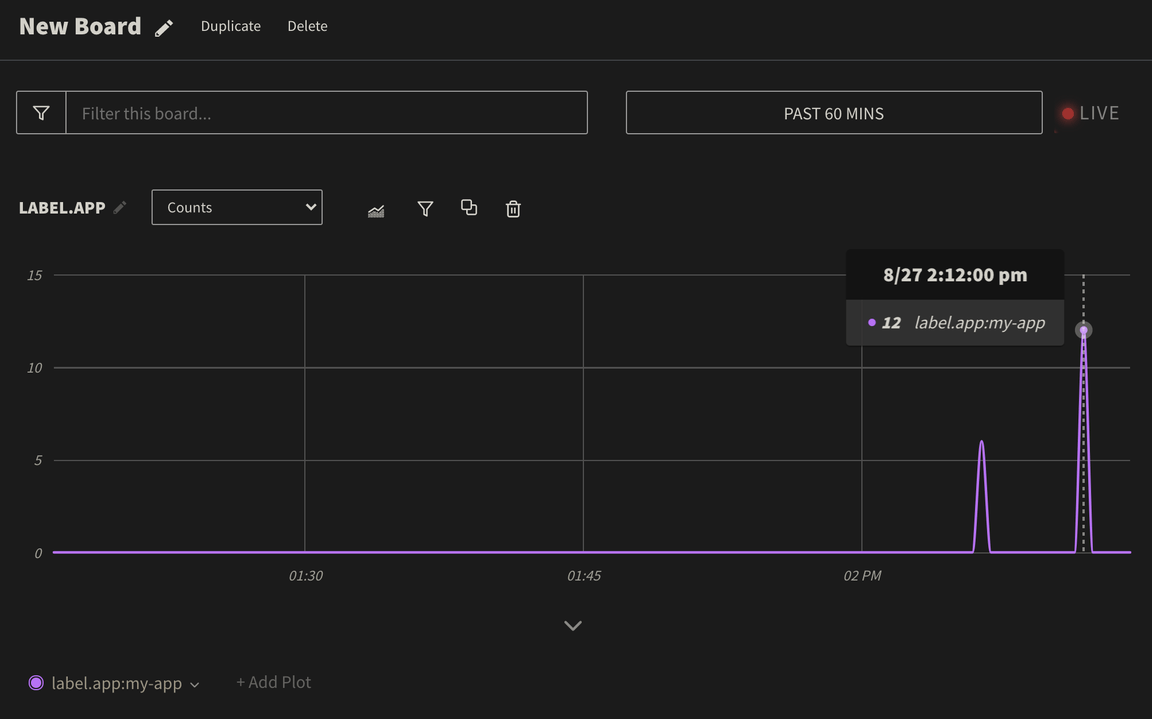 New Board Duplicate Delete
Filter this board... PAST 60 MINS LIVE
LABEL.APP Counts
8/27 2:12:00 pm
12 label.app:my-app
15
10
5
0
01:30 01:45 02 PM
label.app:my-app + Add Plot